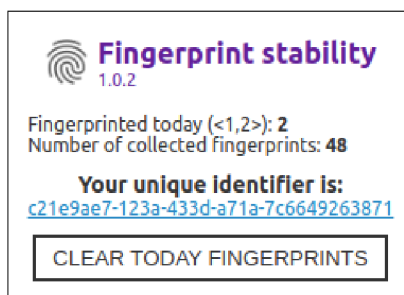 Fingerprint stability
1.0.2
Fingerprinted today (<1,2>): 2
Number of collected fingerprints: 48
Your unique identifier is:
c21e9ae7-123a-433d-a71a-7c6649263871
CLEAR TODAY FINGERPRINTS